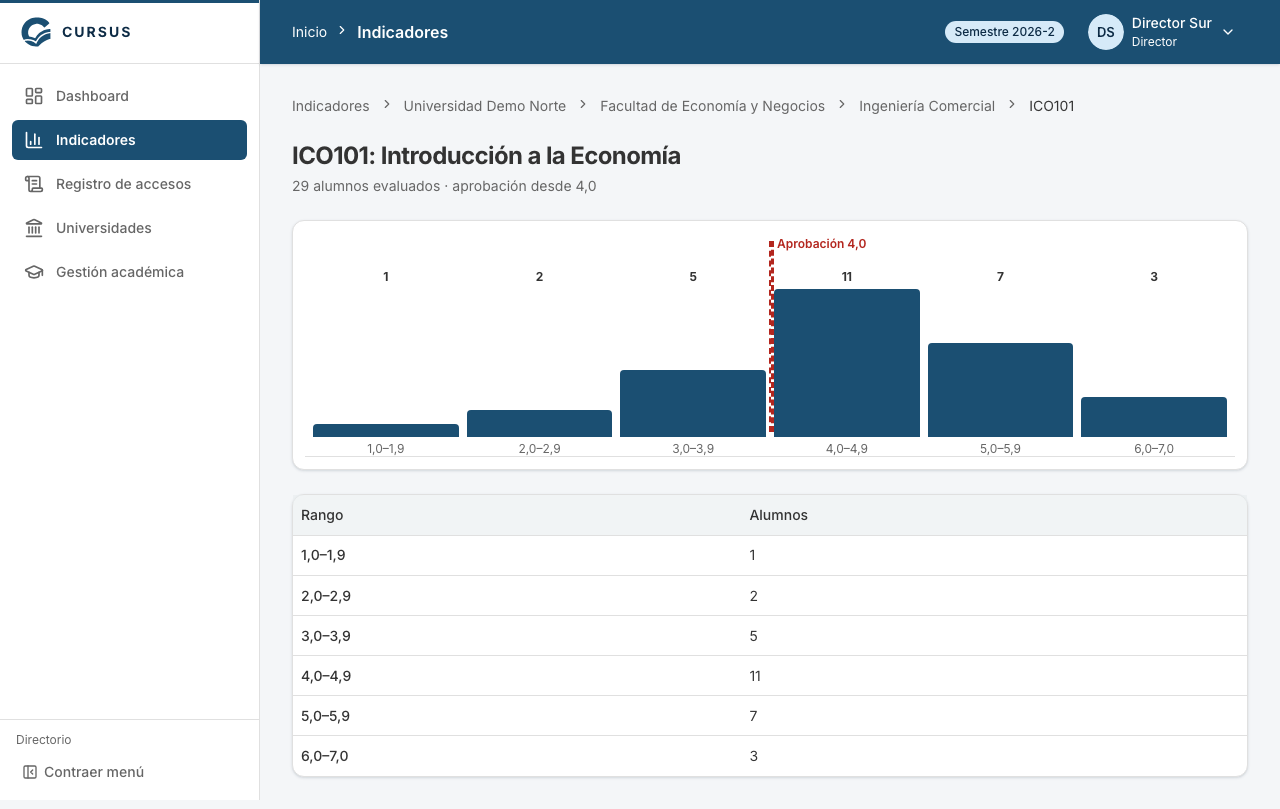 CURSUS
Inicio > Indicadores
Semestre 2026-2
DS
Director Sur
Director
Dashboard
Indicadores
Registro de accesos
Universidades
Gestión académica
Directorio
Contraer menú
Indicadores > Universidad Demo Norte > Facultad de Economía y Negocios > Ingeniería Comercial > ICO101
ICO101: Introducción a la Economía
29 alumnos evaluados · aprobación desde 4,0
Aprobación 4,0
1 2 5 11 7 3
1,0–1,9 2,0–2,9 3,0–3,9 4,0–4,9 5,0–5,9 6,0–7,0
Rango Alumnos
1,0–1,9 1
2,0–2,9 2
3,0–3,9 5
4,0–4,9 11
5,0–5,9 7
6,0–7,0 3